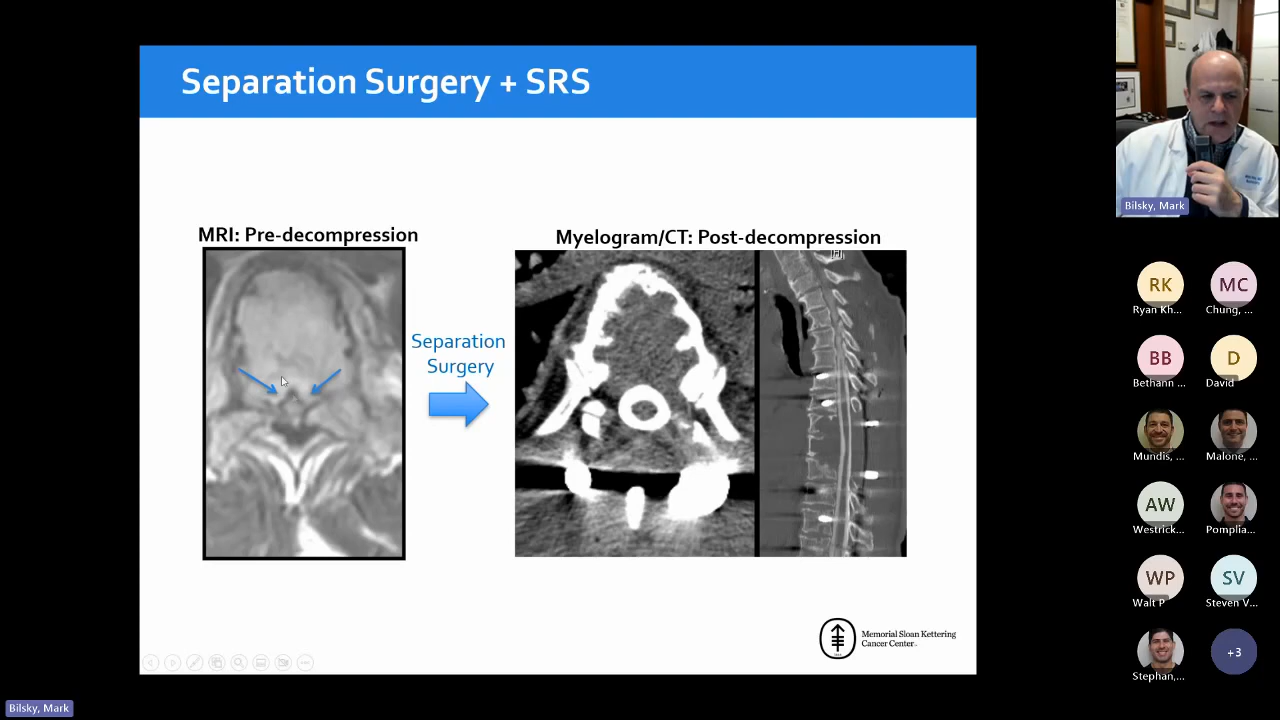 Separation Surgery + SRS
MRI: Pre-decompression
Myelogram/CT: Post-decompression
[H]
Separation
Surgery
Memorial Sloan Kettering
Cancer Center
Bilsky, Mark
RK
Ryan Kh...
MC
Chung, ...
BB
Bethann ...
D
David
Mundis, ...
Malone, ...
AW
Westrick...
Pomplia...
WP
Walt P
SV
Steven V...
Stephan,...
+3
Bilsky, Mark